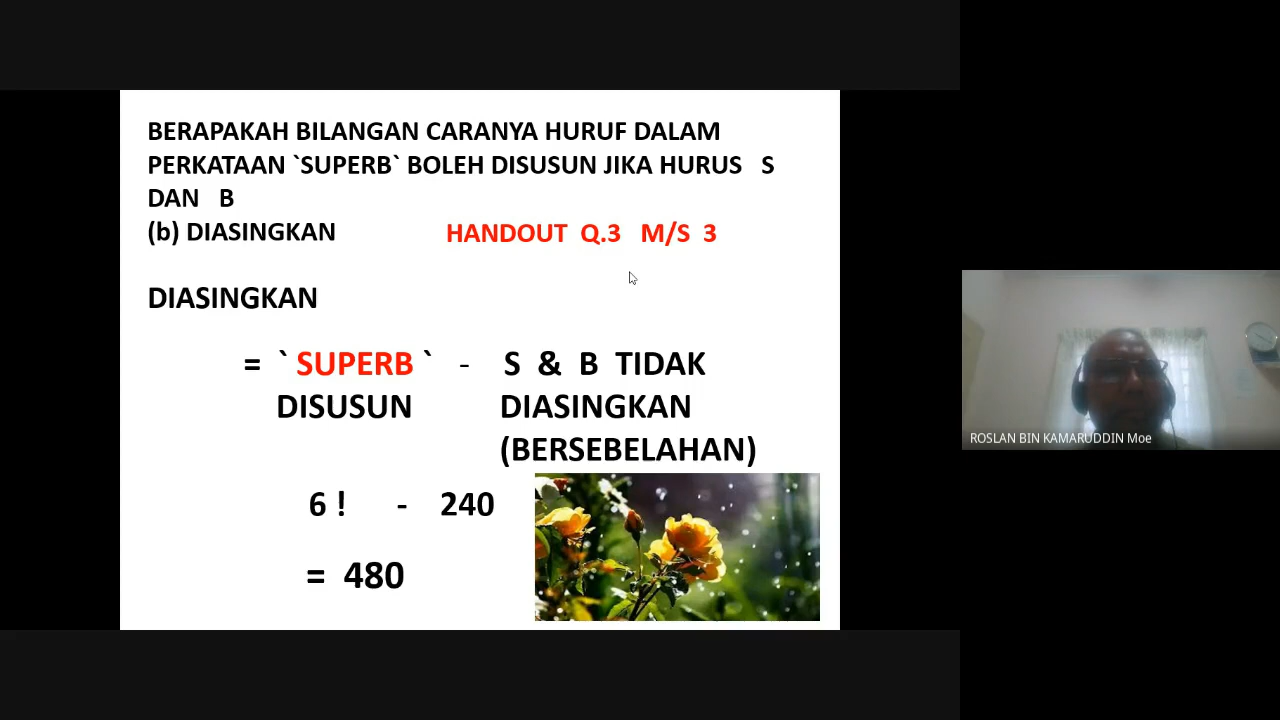 BERAPAKAH BILANGAN CARANYA HURUF DALAM
PERKATAAN `SUPERB` BOLEH DISUSUN JIKA HURUS S
DAN B
(b) DIASINGKAN HANDOUT Q.3 M/S 3
DIASINGKAN
= ` SUPERB ` - S & B TIDAK
DISUSUN DIASINGKAN
(BERSEBELAHAN)
6 ! - 240
= 480
ROSLAN BIN KAMARUDDIN Moe